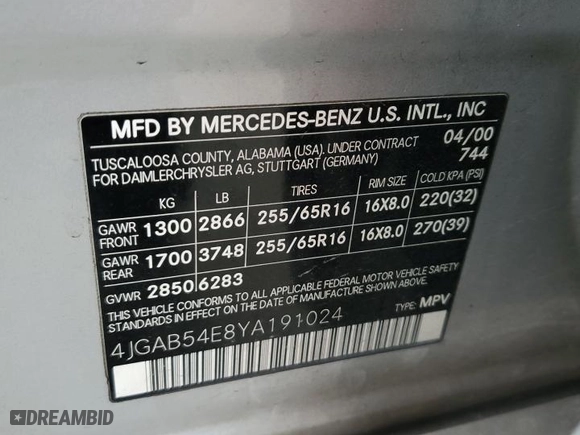 MFD BY MERCEDES-BENZ U.S. INTL., INC
TUSCALOOSA COUNTY, ALABAMA (USA). UNDER CONTRACT 04/00
FOR DAIMLERCHRYSLER AG, STUTTGART (GERMANY) 744
KG LB TIRES RIM SIZE COLD KPA (PSI)
GAWR FRONT 1300 2866 255/65R16 16X8.0 220(32)
GAWR REAR 1700 3748 255/65R16 16X8.0 270(39)
GVWR 2850 6283
THIS VEHICLE CONFORMS TO ALL APPLICABLE FEDERAL MOTOR VEHICLE SAFETY
STANDARDS IN EFFECT ON THE DATE OF MANUFACTURE SHOWN ABOVE.
4JGAB54E8YA191024 TYPE: MPV
DREAMBID